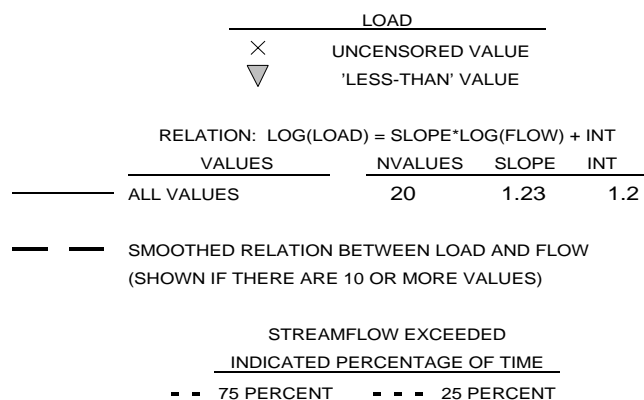 LOAD
UNCENSORED VALUE
'LESS-THAN' VALUE
RELATION: LOG(LOAD) = SLOPE*LOG(FLOW) + INT
VALUES NVALUES SLOPE INT
ALL VALUES 20 1.23 1.2
SMOOTHED RELATION BETWEEN LOAD AND FLOW
(SHOWN IF THERE ARE 10 OR MORE VALUES)
STREAMFLOW EXCEEDED
INDICATED PERCENTAGE OF TIME
75 PERCENT 25 PERCENT